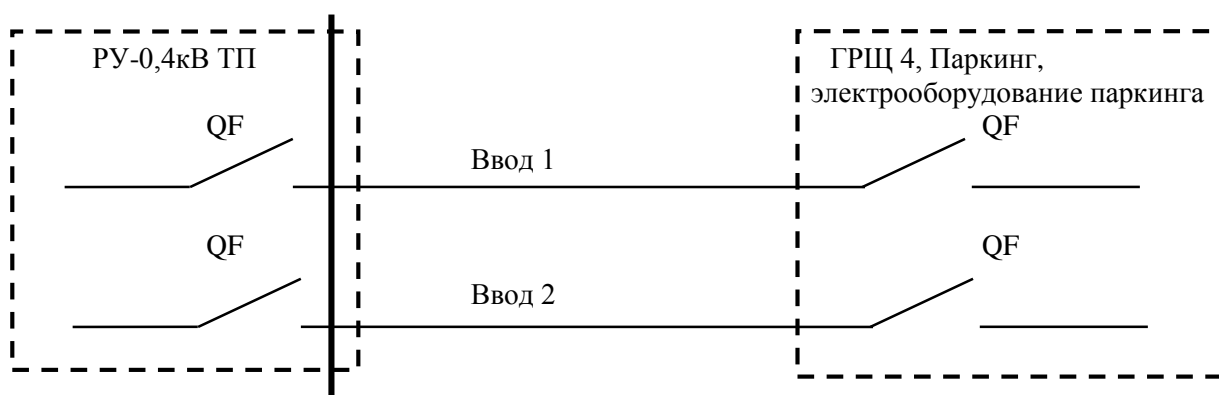 РУ-0,4кВ ТП
ГРЩ 4, Паркинг,
электрооборудование паркинга
QF
QF
Ввод 1
QF
QF
Ввод 2